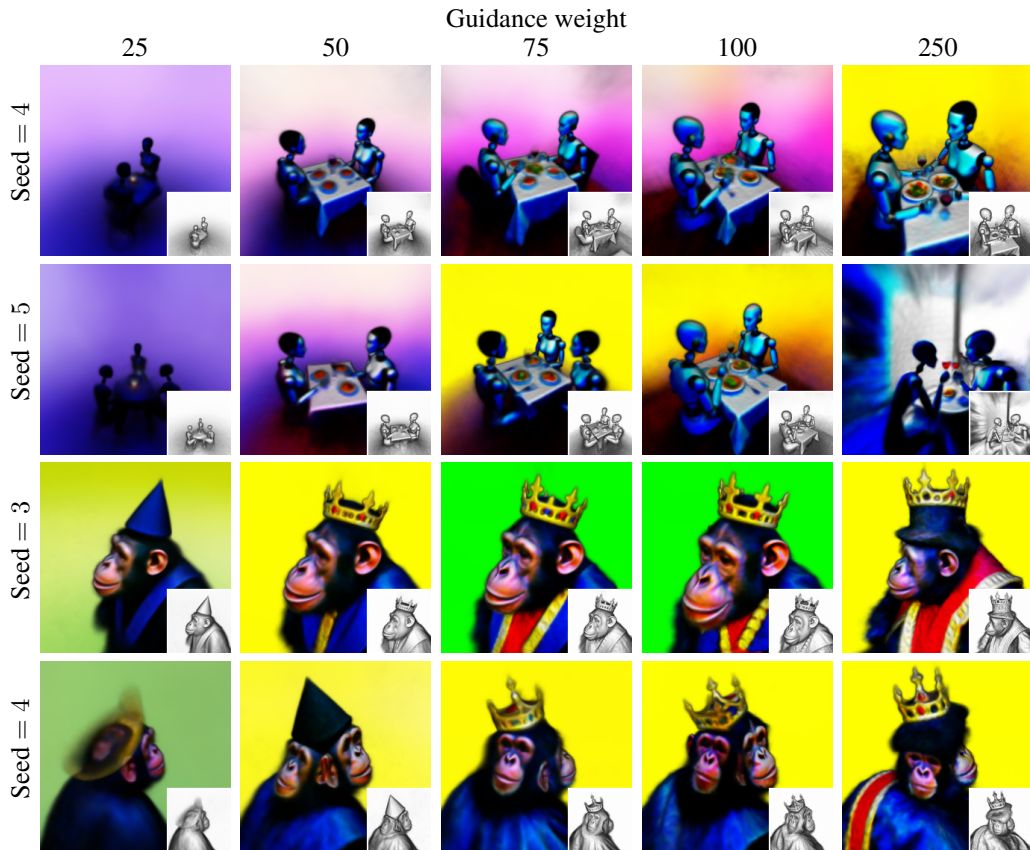 Guidance weight
25 50 75 100 250
Seed = 4
Seed = 5
Seed = 3
Seed = 4